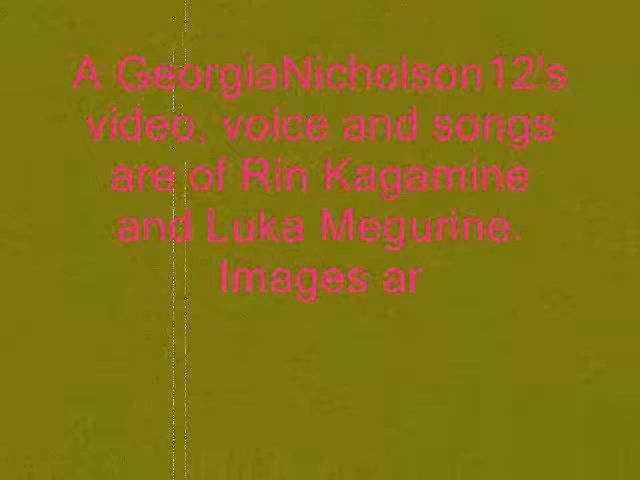 A GeorgiaNicholson12's
video, voice and songs
are of Rin Kagamine
and Luka Megurine.
Images ar